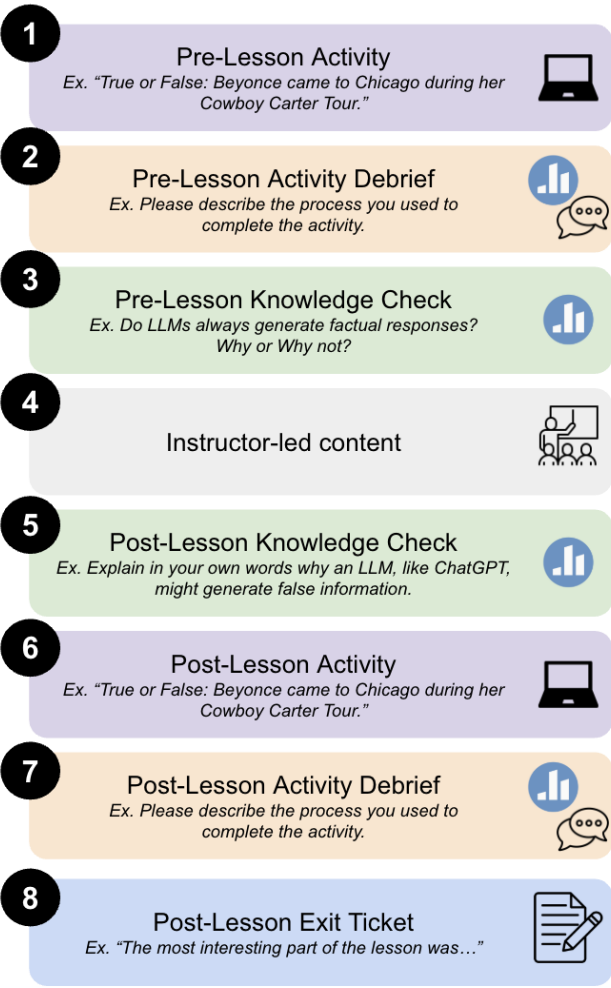 1
Pre-Lesson Activity
Ex. “True or False: Beyonce came to Chicago during her
Cowboy Carter Tour.”
2
Pre-Lesson Activity Debrief
Ex. Please describe the process you used to
complete the activity.
3
Pre-Lesson Knowledge Check
Ex. Do LLMs always generate factual responses?
Why or Why not?
4
Instructor-led content
5
Post-Lesson Knowledge Check
Ex. Explain in your own words why an LLM, like ChatGPT,
might generate false information.
6
Post-Lesson Activity
Ex. “True or False: Beyonce came to Chicago during her
Cowboy Carter Tour.”
7
Post-Lesson Activity Debrief
Ex. Please describe the process you used to
complete the activity.
8
Post-Lesson Exit Ticket
Ex. “The most interesting part of the lesson was…”